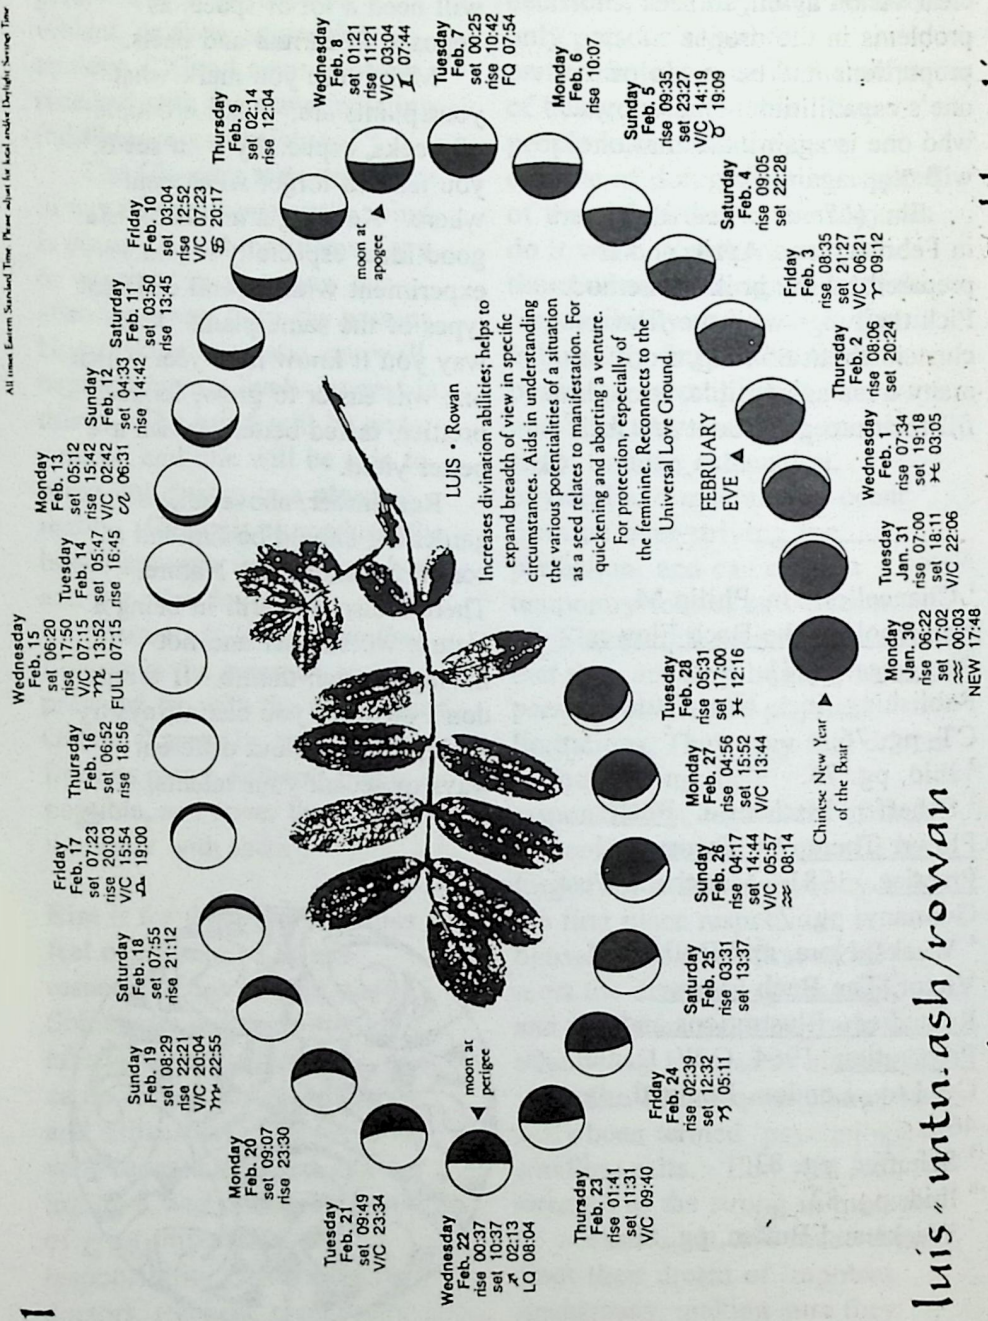 All times Eastern Standard Time. Please adjust for local and/or Daylight Savings Time
1
Monday
Jan. 30
rise 06:22
set 17:02
♒ 00:03
NEW 17:48
Chinese New Year ▶
of the Boar
Tuesday
Jan. 31
rise 07:00
set 18:11
V/C 22:06
Wednesday
Feb. 1
rise 07:34
set 19:18
♓ 03:05
FEBRUARY
EVE ▶
Thursday
Feb. 2
rise 08:06
set 20:24
Friday
Feb. 3
rise 08:35
set 21:27
V/C 06:21
♈ 09:12
Saturday
Feb. 4
rise 09:05
set 22:28
Sunday
Feb. 5
rise 09:35
set 23:27
V/C 14:19
♉ 19:09
Monday
Feb. 6
rise 10:07
Tuesday
Feb. 7
set 00:25
rise 10:42
FQ 07:54
Wednesday
Feb. 8
set 01:21
rise 11:21
V/C 03:04
♊ 07:44
moon at ▶
apogee
Thursday
Feb. 9
set 02:14
rise 12:04
Friday
Feb. 10
set 03:04
rise 12:52
V/C 07:23
♋ 20:17
Saturday
Feb. 11
set 03:50
rise 13:45
Sunday
Feb. 12
set 04:33
rise 14:42
Monday
Feb. 13
set 05:12
rise 15:42
V/C 02:42
♌ 06:31
Tuesday
Feb. 14
set 05:47
rise 16:45
Wednesday
Feb. 15
set 06:20
rise 17:50
V/C 07:15
♍ 13:52
FULL 07:15
Thursday
Feb. 16
set 06:52
rise 18:56
Friday
Feb. 17
set 07:23
rise 20:03
V/C 15:54
♎ 19:00
Saturday
Feb. 18
set 07:55
rise 21:12
Sunday
Feb. 19
set 08:29
rise 22:21
V/C 20:04
♏ 22:55
Monday
Feb. 20
set 09:07
rise 23:30
Tuesday
Feb. 21
set 09:49
V/C 23:34
Wednesday
Feb. 22
rise 00:37
set 10:37
♐ 02:13
LQ 08:04
◀ moon at
perigee
Thursday
Feb. 23
rise 01:41
set 11:31
V/C 09:40
Friday
Feb. 24
rise 02:39
set 12:32
♑ 05:11
Saturday
Feb. 25
rise 03:31
set 13:37
Sunday
Feb. 26
rise 04:17
set 14:44
V/C 05:57
♒ 08:14
Monday
Feb. 27
rise 04:56
set 15:52
V/C 13:44
Tuesday
Feb. 28
rise 05:31
set 17:00
♓ 12:16
LUIS • Rowan
Increases divination abilities; helps to
expand breadth of view in specific
circumstances. Aids in understanding
the various potentialities of a situation
as a seed relates to manifestation. For
quickening and aborting a venture.
For protection, especially of
the feminine. Reconnect to the
Universal Love Ground.
luis mtn.ash/rowan